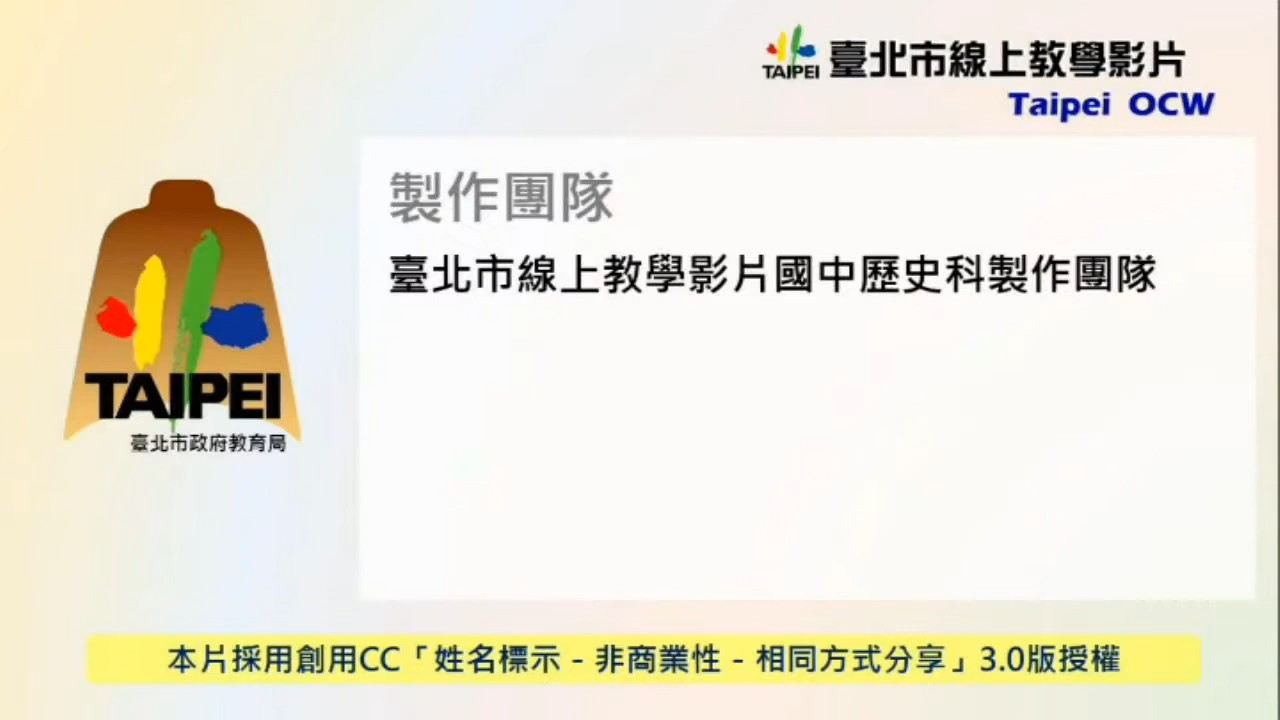 TAIPEI
臺北市線上教學影片
Taipei OCW
製作團隊
臺北市線上教學影片國中歷史科製作團隊
TAIPEI
臺北市政府教育局
本片採用創用CC「姓名標示－非商業性－相同方式分享」3.0版授權